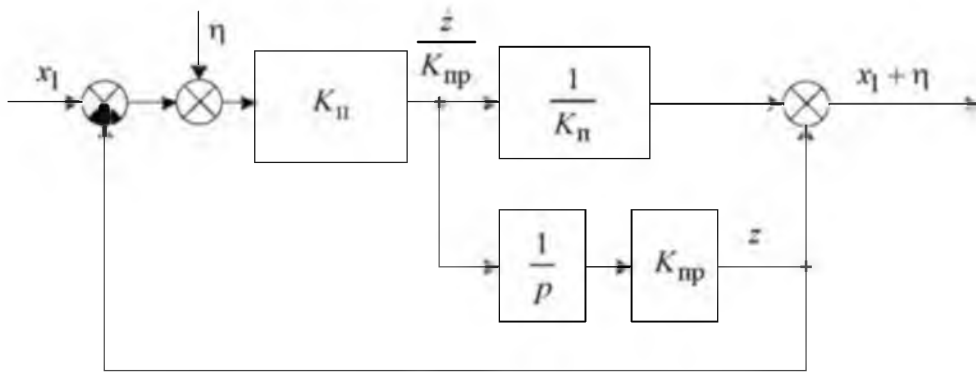 x₁
η
Kп
ż/Kпр
1/Kп
x₁ + η
1/p
Kпр
z